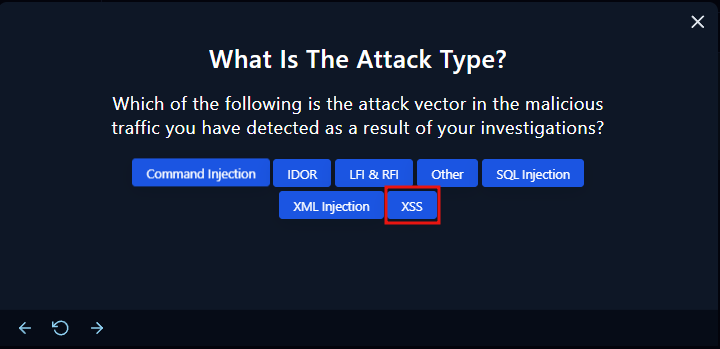 What Is The Attack Type?
Which of the following is the attack vector in the malicious
traffic you have detected as a result of your investigations?
Command Injection IDOR LFI & RFI Other SQL Injection
XML Injection XSS